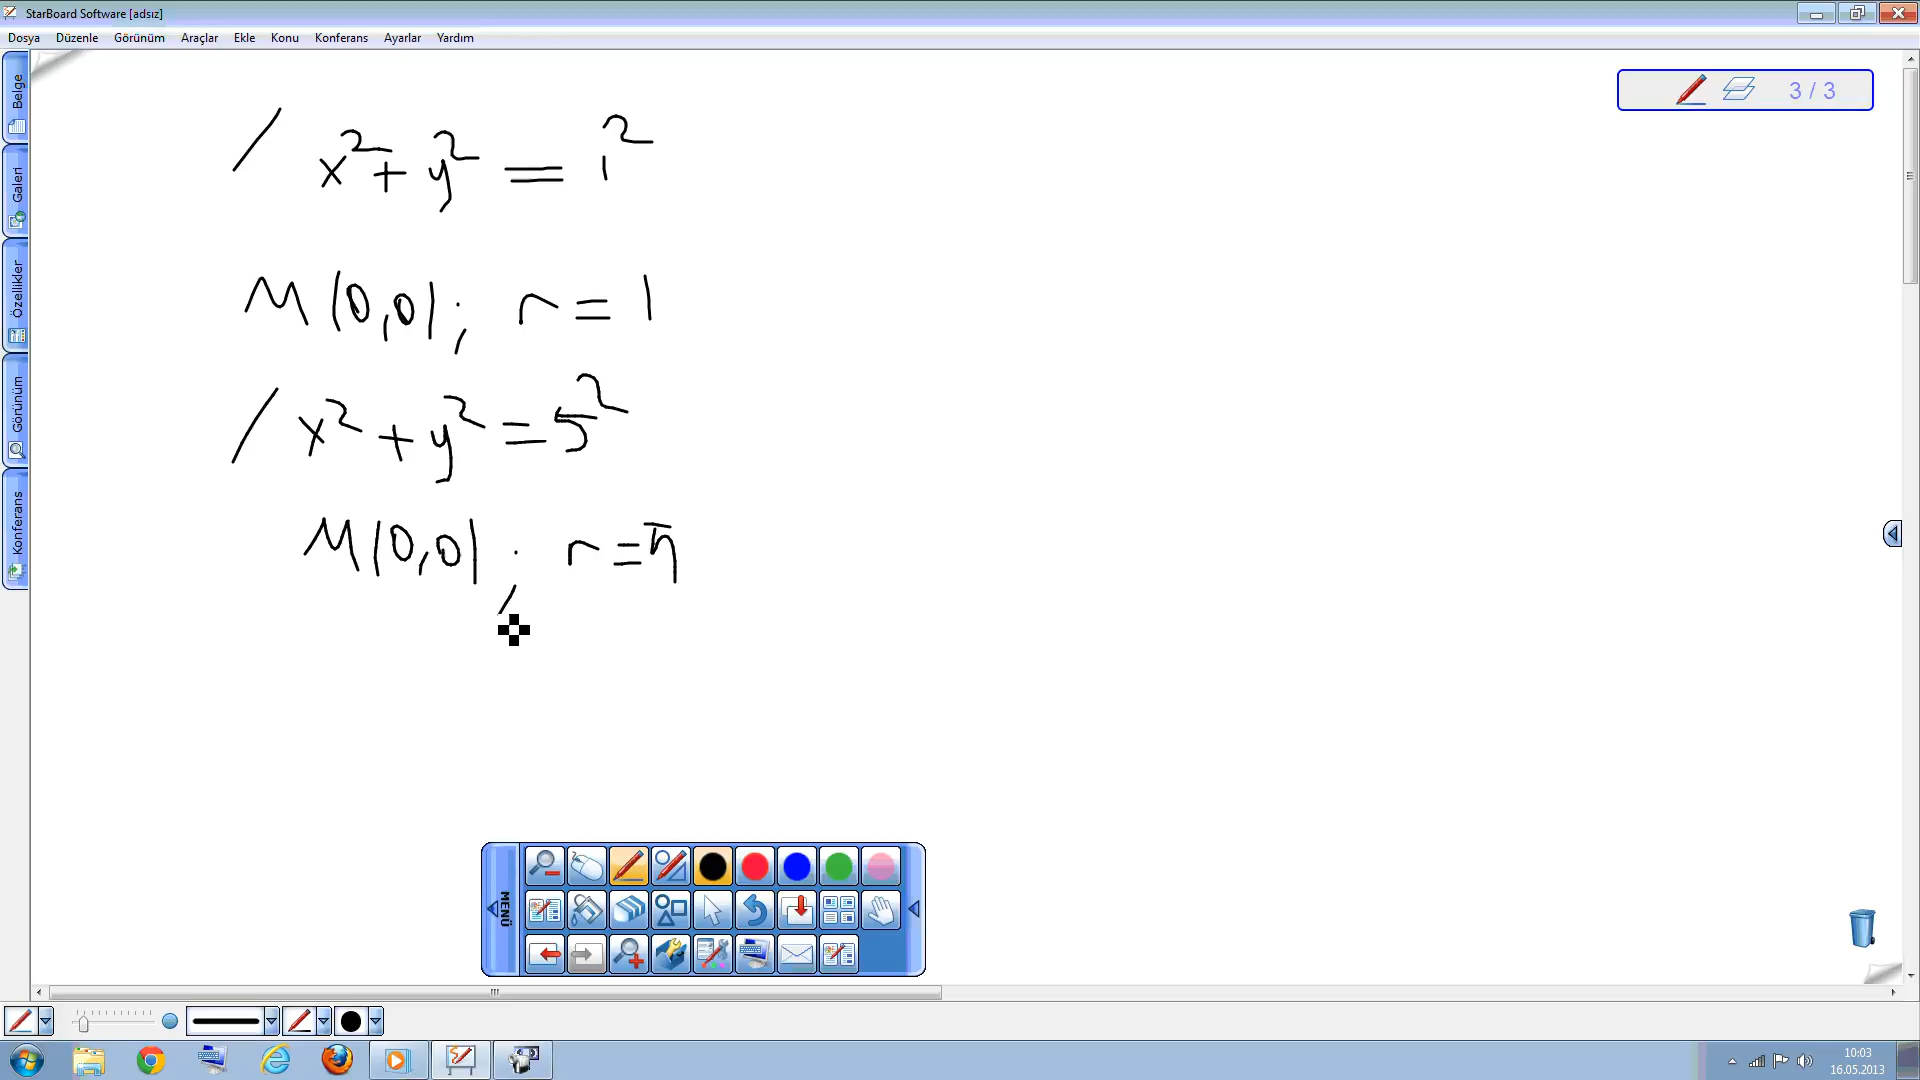 StarBoard Software [adsız]
Dosya Düzenle Görünüm Araçlar Ekle Konu Konferans Ayarlar Yardım
Belge
Galeri
Özellikler
Görünüm
Konferans
3 / 3
/ x² + y² = 1²
M(0,0); r = 1
/ x² + y² = 5²
M(0,0); r = 5
MENÜ
10:03
16.05.2013